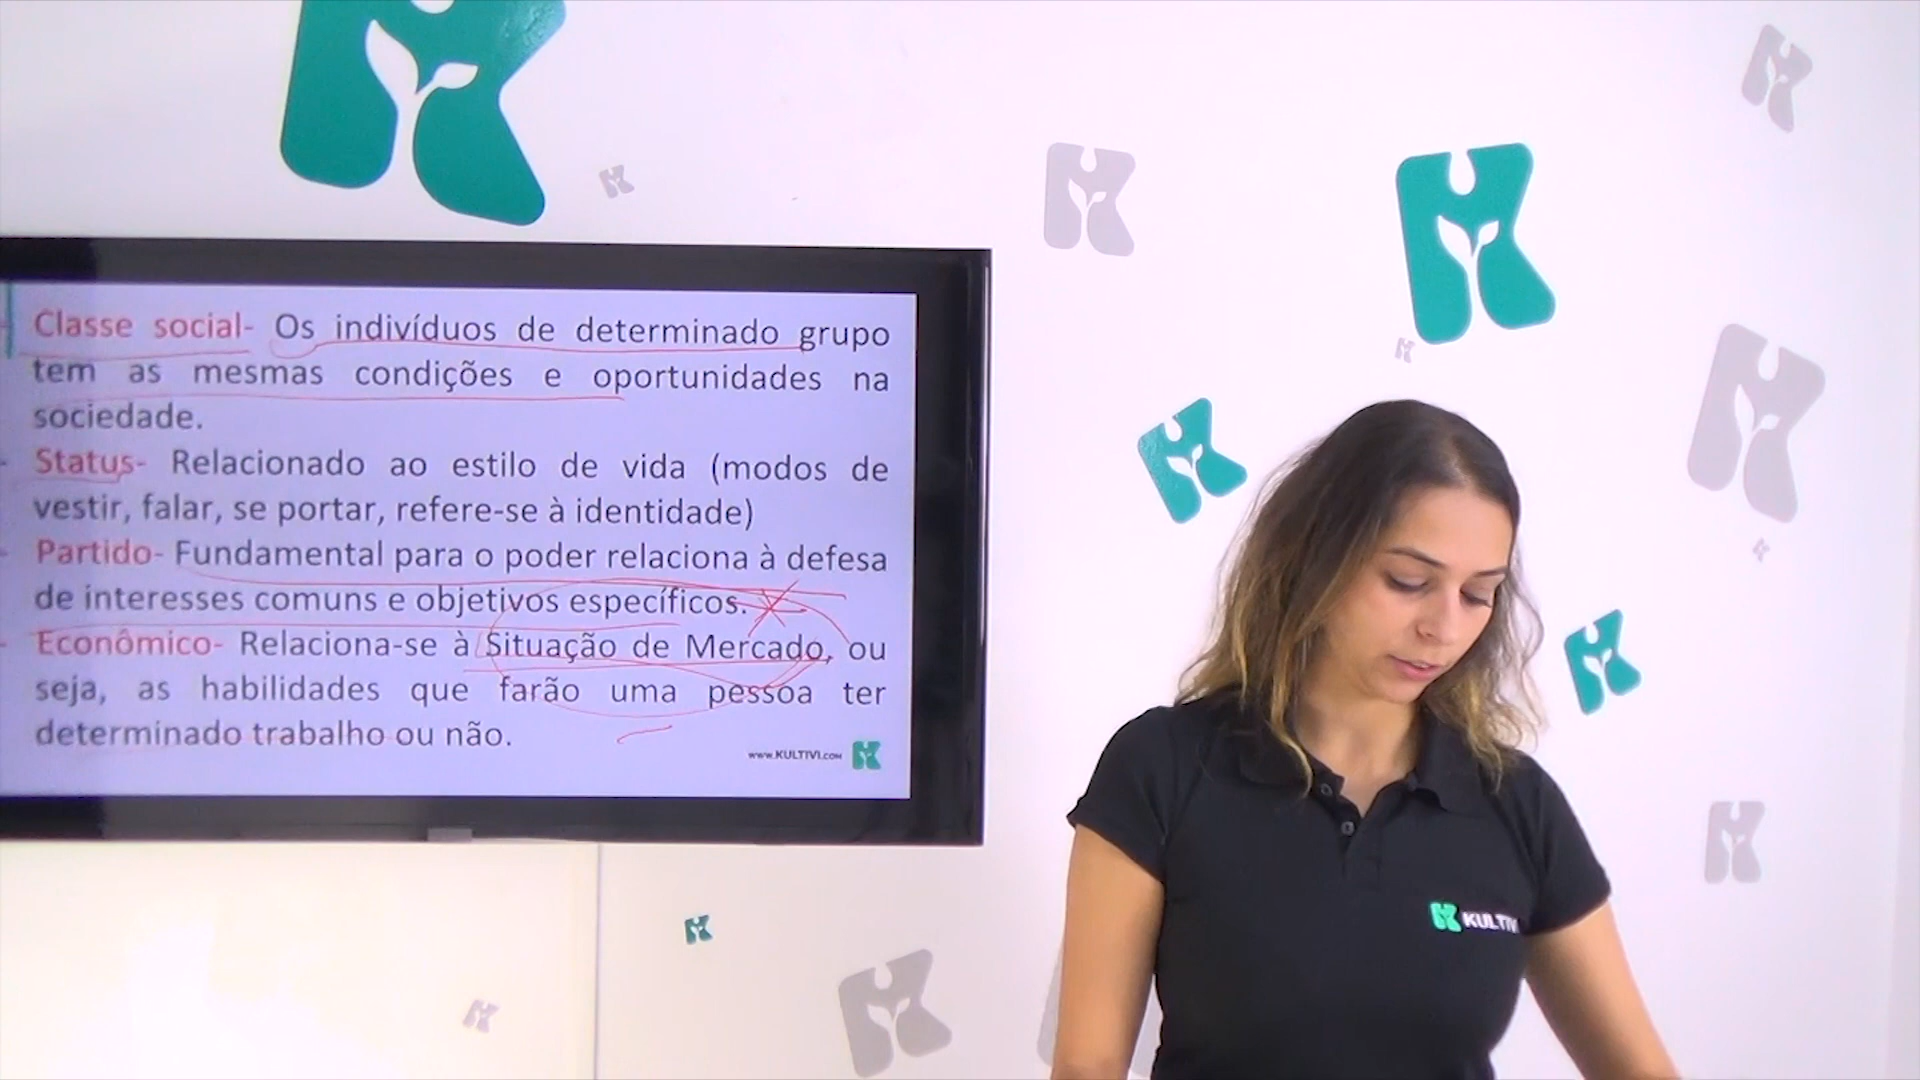 Classe social- Os indivíduos de determinado grupo
tem as mesmas condições e oportunidades na
sociedade.
- Status- Relacionado ao estilo de vida (modos de
vestir, falar, se portar, refere-se à identidade)
- Partido- Fundamental para o poder relaciona à defesa
de interesses comuns e objetivos específicos.
- Econômico- Relaciona-se à Situação de Mercado, ou
seja, as habilidades que farão uma pessoa ter
determinado trabalho ou não.
www.KULTIVI.com
KULTIVI